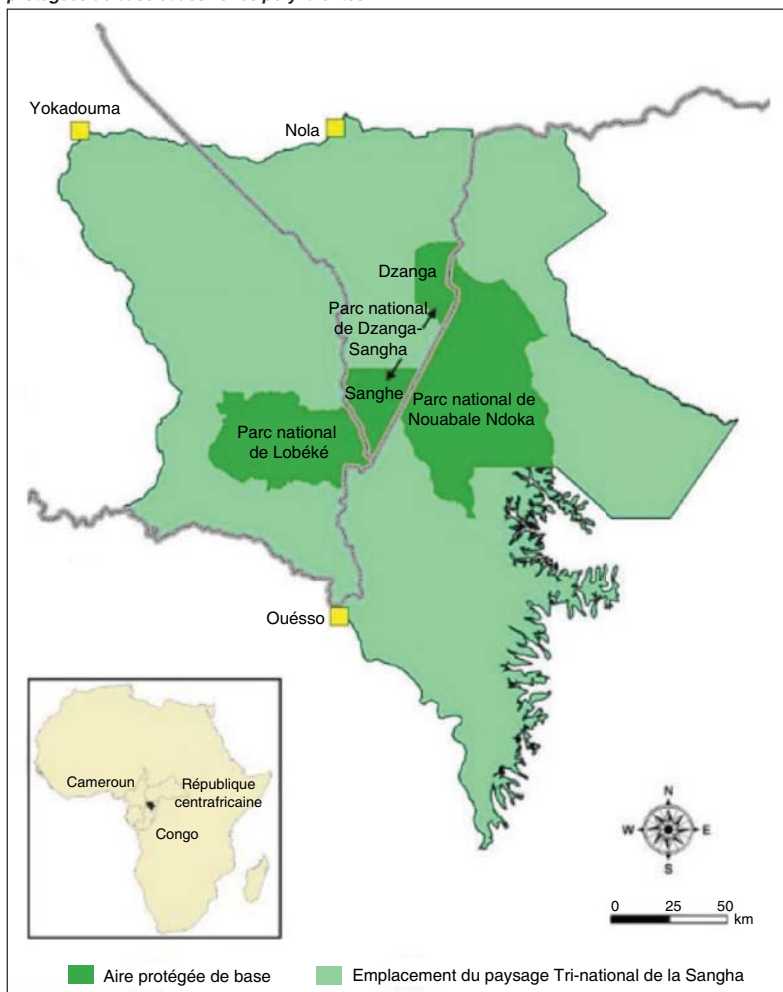 Yokadouma
Nola
Dzanga
Parc national
de Dzanga-
Sangha
Sanghe
Parc national de
Nouabale Ndoka
Parc national
de Lobéké
Ouésso
Cameroun
République
centrafricaine
Congo
N
W
E
S
0 25 50
km
Aire protégée de base
Emplacement du paysage Tri-national de la Sangha